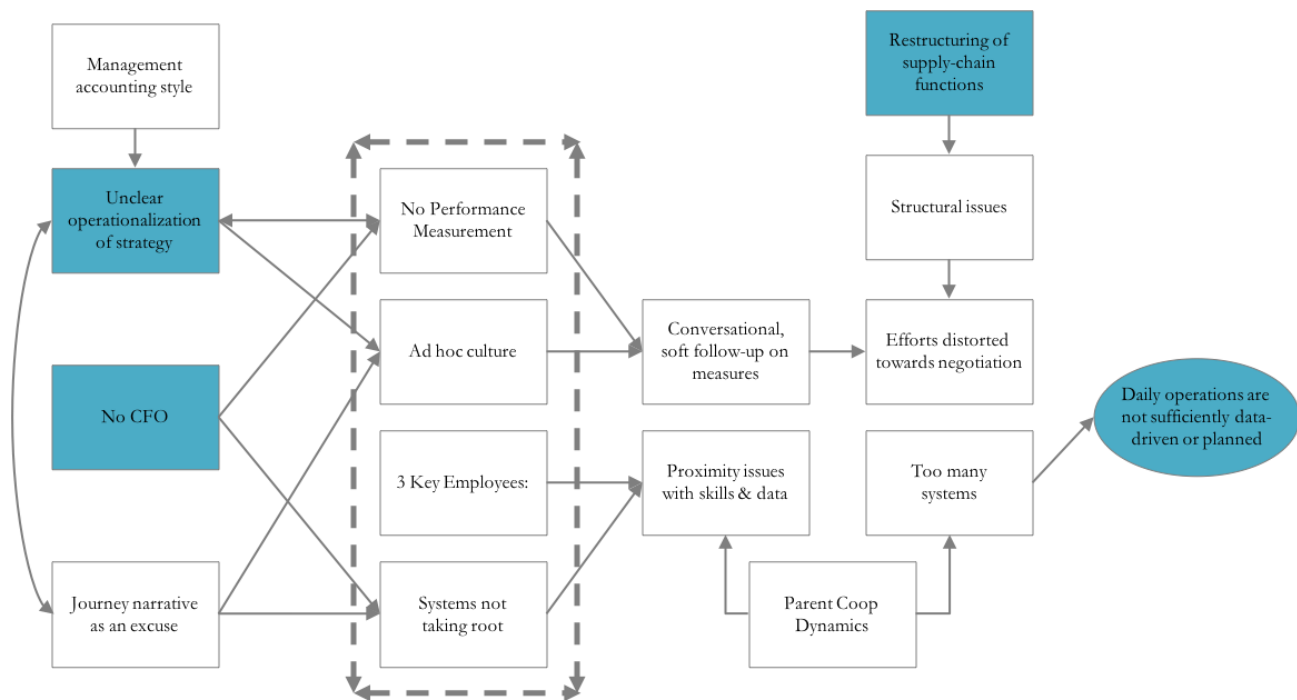 Management
accounting style
Restructuring of
supply-chain
functions
Unclear
operationalization
of strategy
No Performance
Measurement
Structural issues
Ad hoc culture
Conversational,
soft follow-up on
measures
Efforts distorted
towards negotiation
No CFO
Daily operations are
not sufficiently data-
driven or planned
3 Key Employees:
Proximity issues
with skills & data
Too many
systems
Journey narrative
as an excuse
Systems not
taking root
Parent Coop
Dynamics